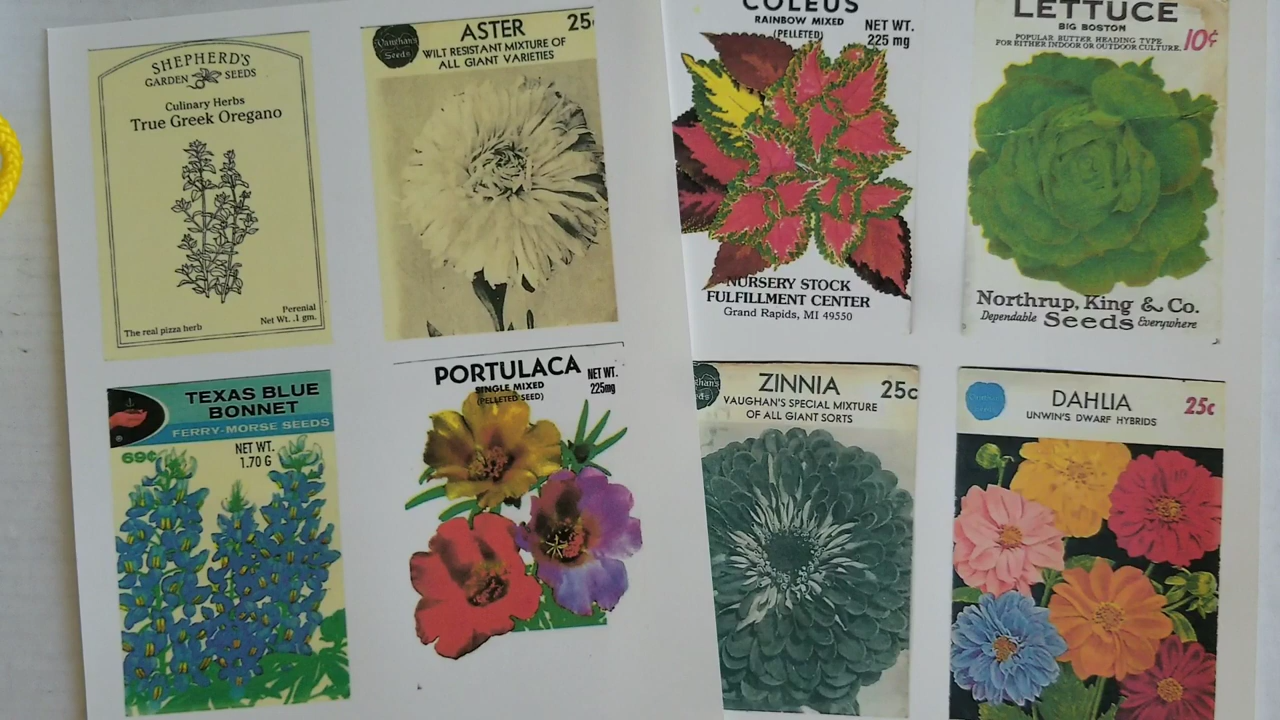 SHEPHERD'S
GARDEN SEEDS
Culinary Herbs
True Greek Oregano
The real pizza herb
Perenial
Net Wt. .1 gm.
Vaughan's
Seeds
ASTER
25¢
WILT RESISTANT MIXTURE OF
ALL GIANT VARIETIES
COLEUS
RAINBOW MIXED
(PELLETED)
NET WT.
225 mg
NURSERY STOCK
FULFILLMENT CENTER
Grand Rapids, MI 49550
LETTUCE
BIG BOSTON
POPULAR BUTTER HEADING TYPE
FOR EITHER INDOOR OR OUTDOOR CULTURE.
10¢
Northrup, King & Co.
Dependable Seeds Everywhere
TEXAS BLUE
BONNET
FERRY-MORSE SEEDS
69¢
NET WT.
1.70 G
PORTULACA
SINGLE MIXED
(PELLETED SEED)
NET WT.
225mg
ZINNIA
25c
VAUGHAN'S SPECIAL MIXTURE
OF ALL GIANT SORTS
DAHLIA
UNWIN'S DWARF HYBRIDS
25c